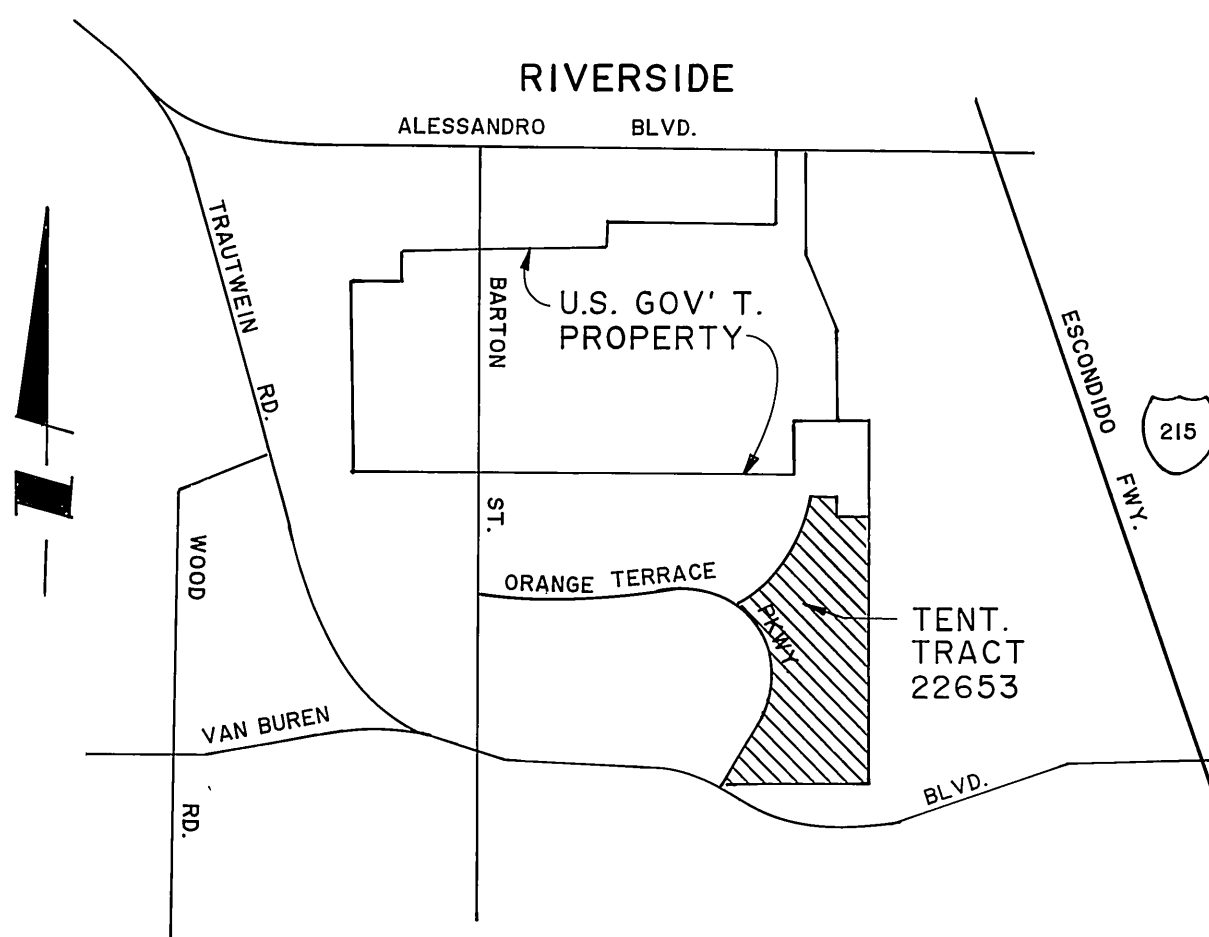 RIVERSIDE
ALESSANDRO BLVD.
TRAUTWEIN RD.
BARTON ST.
U.S. GOV' T.
PROPERTY
ESCONDIDO FWY.
215
WOOD RD.
ORANGE TERRACE PKWY
TENT.
TRACT
22653
VAN BUREN BLVD.